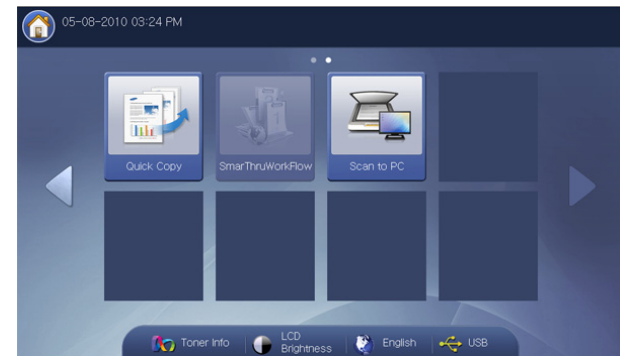 05-08-2010 03:24 PM
Quick Copy
SmarThruWorkFlow
Scan to PC
Toner Info
LCD
Brightness
English
USB